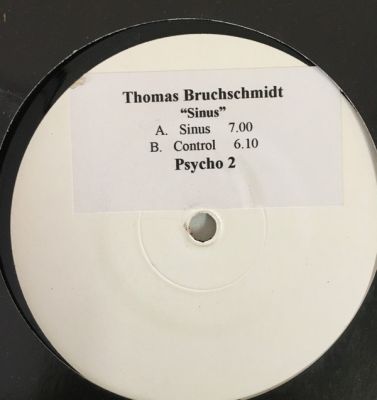 Thomas Bruchschmidt
“Sinus”
A. Sinus 7.00
B. Control 6.10
Psycho 2